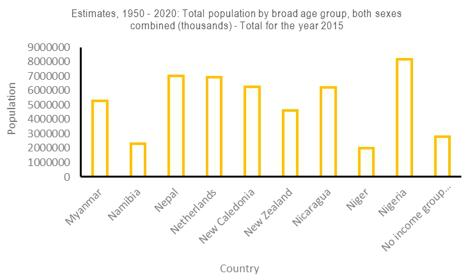 Estimates, 1950 - 2020: Total population by broad age group, both sexes
combined (thousands) - Total for the year 2015
9000000
8000000
7000000
6000000
5000000
4000000
3000000
2000000
1000000
0
Population
Myanmar
Namibia
Nepal
Netherlands
New Caledonia
New Zealand
Nicaragua
Niger
Nigeria
No income group...
Country